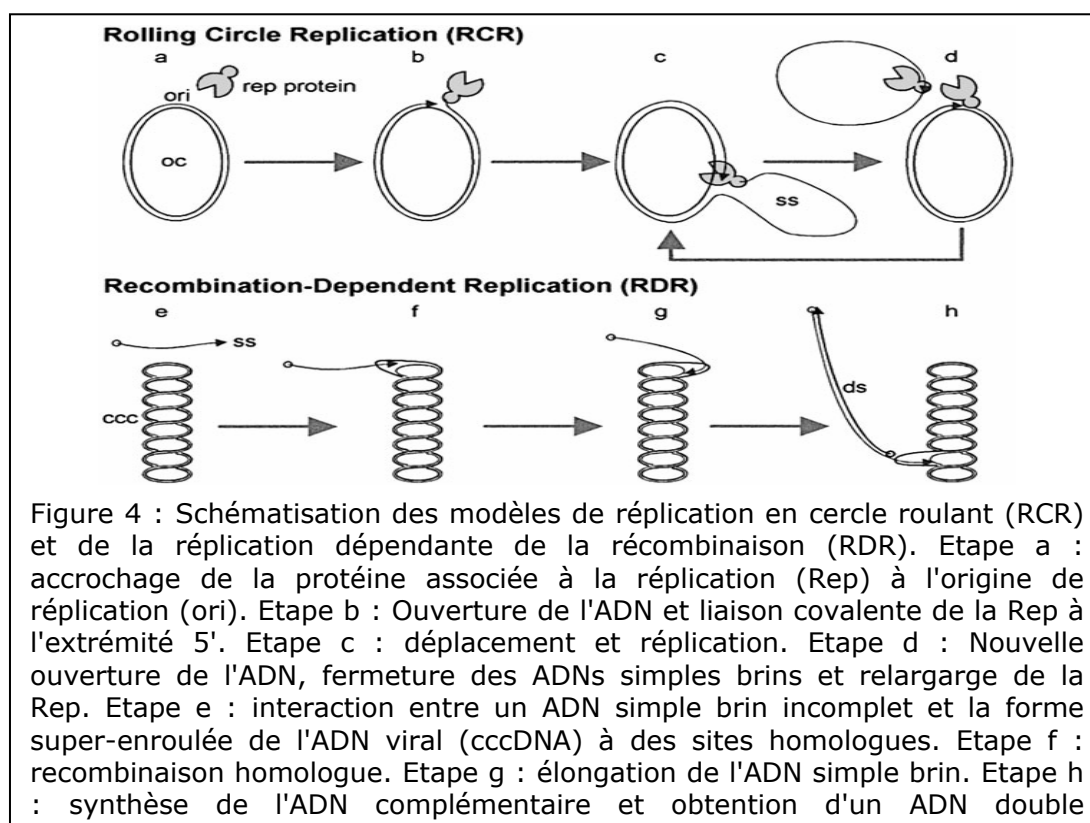 Rolling Circle Replication (RCR)
a b c d
ori rep protein
oc
ss
Recombination-Dependent Replication (RDR)
e f g h
ss
ccc
ds
Figure 4 : Schématisation des modèles de réplication en cercle roulant (RCR)
et de la réplication dépendante de la récombinaison (RDR). Etape a :
accrochage de la protéine associée à la réplication (Rep) à l'origine de
réplication (ori). Etape b : Ouverture de l'ADN et liaison covalente de la Rep à
l'extrémité 5'. Etape c : déplacement et réplication. Etape d : Nouvelle
ouverture de l'ADN, fermeture des ADNs simples brins et relargarge de la
Rep. Etape e : interaction entre un ADN simple brin incomplet et la forme
super-enroulée de l'ADN viral (cccDNA) à des sites homologues. Etape f :
recombinaison homologue. Etape g : élongation de l'ADN simple brin. Etape h
: synthèse de l'ADN complémentaire et obtention d'un ADN double